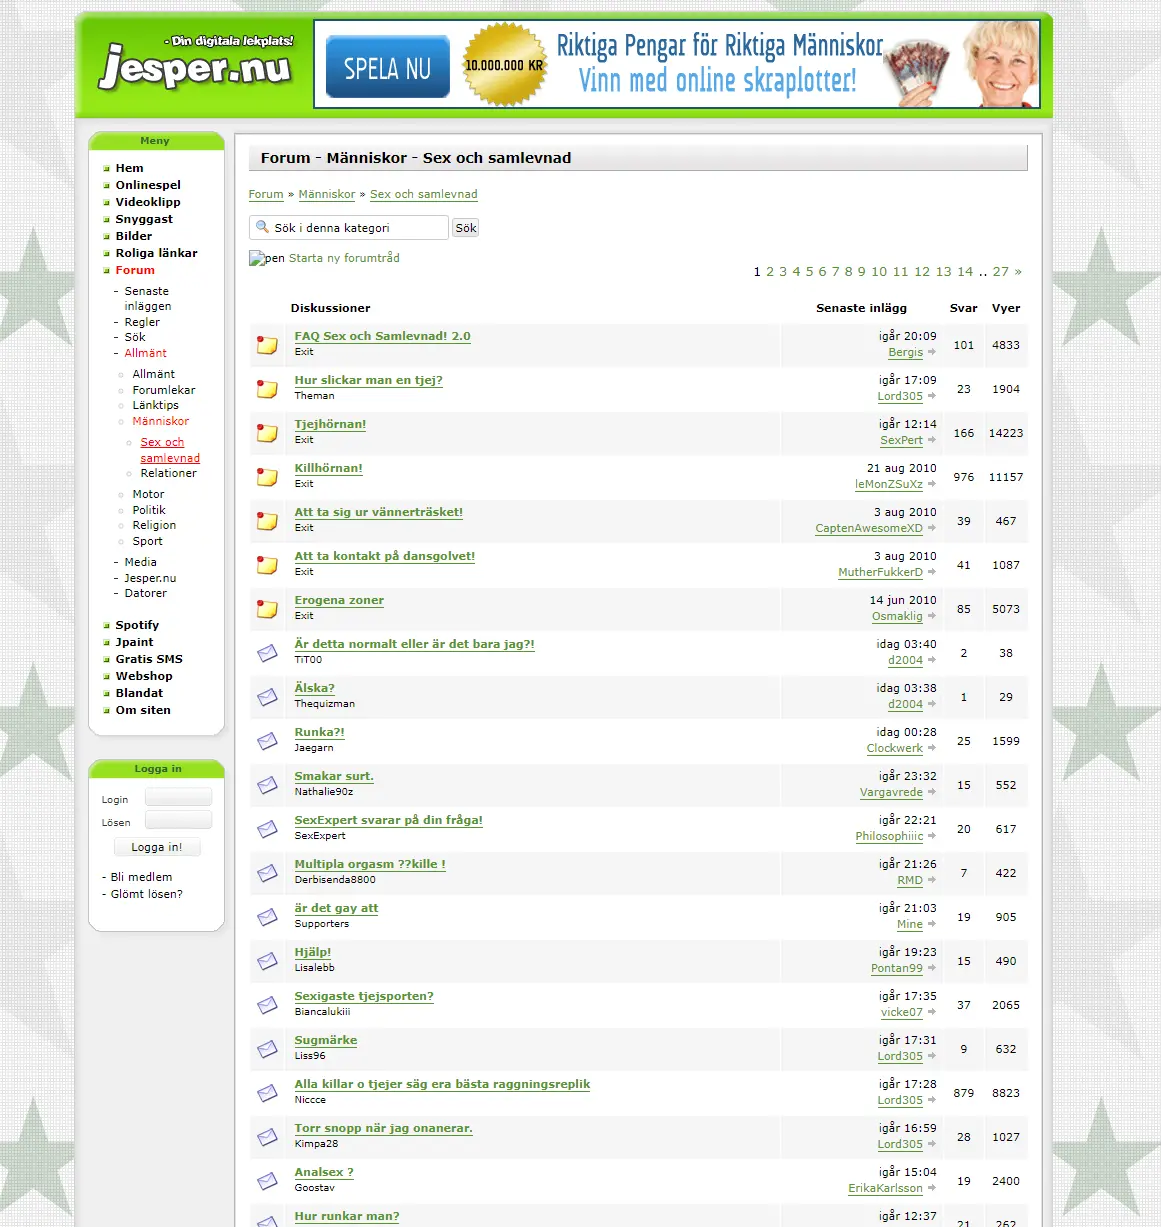 - Din digitala lekplats!
jesper.nu
SPELA NU
10.000.000 KR
Riktiga Pengar för Riktiga Människor
Vinn med online skraplotter!
Meny
Hem
Onlinespel
Videoklipp
Snyggast
Bilder
Roliga länkar
Forum
- Senaste
inläggen
- Regler
- Sök
- Allmänt
Allmänt
Forumlekar
Länktips
Människor
Sex och
samlevnad
Relationer
Motor
Politik
Religion
Sport
- Media
- Jesper.nu
- Datorer
Spotify
Jpaint
Gratis SMS
Webshop
Blandat
Om siten
Logga in
Login
Lösen
Logga in!
- Bli medlem
- Glömt lösen?
Forum - Människor - Sex och samlevnad
Forum » Människor » Sex och samlevnad
Sök i denna kategori Sök
pen Starta ny forumtråd
1 2 3 4 5 6 7 8 9 10 11 12 13 14 .. 27 »
Diskussioner Senaste inlägg Svar Vyer
FAQ Sex och Samlevnad! 2.0 igår 20:09 101 4833
Exit Bergis
Hur slickar man en tjej? igår 17:09 23 1904
Theman Lord305
Tjejhörnan! igår 12:14 166 14223
Exit SexPert
Killhörnan! 21 aug 2010 976 11157
Exit leMonZSuXz
Att ta sig ur vännerträsket! 3 aug 2010 39 467
Exit CaptenAwesomeXD
Att ta kontakt på dansgolvet! 3 aug 2010 41 1087
Exit MutherFukkerD
Erogena zoner 14 jun 2010 85 5073
Exit Osmaklig
Är detta normalt eller är det bara jag?! idag 03:40 2 38
TiT00 d2004
Älska? idag 03:38 1 29
Thequizman d2004
Runka?! idag 00:28 25 1599
Jaegarn Clockwerk
Smakar surt. igår 23:32 15 552
Nathalie90z Vargavrede
SexExpert svarar på din fråga! igår 22:21 20 617
SexExpert Philosophiiic
Multipla orgasm ??kille ! igår 21:26 7 422
Derbisenda8800 RMD
är det gay att igår 21:03 19 905
Supporters Mine
Hjälp! igår 19:23 15 490
Lisalebb Pontan99
Sexigaste tjejsporten? igår 17:35 37 2065
Biancalukiii vicke07
Sugmärke igår 17:31 9 632
Liss96 Lord305
Alla killar o tjejer säg era bästa raggningsreplik igår 17:28 879 8823
Niccce Lord305
Torr snopp när jag onanerar. igår 16:59 28 1027
Kimpa28 Lord305
Analsex ? igår 15:04 19 2400
Goostav ErikaKarlsson
Hur runkar man? igår 12:37 21 262